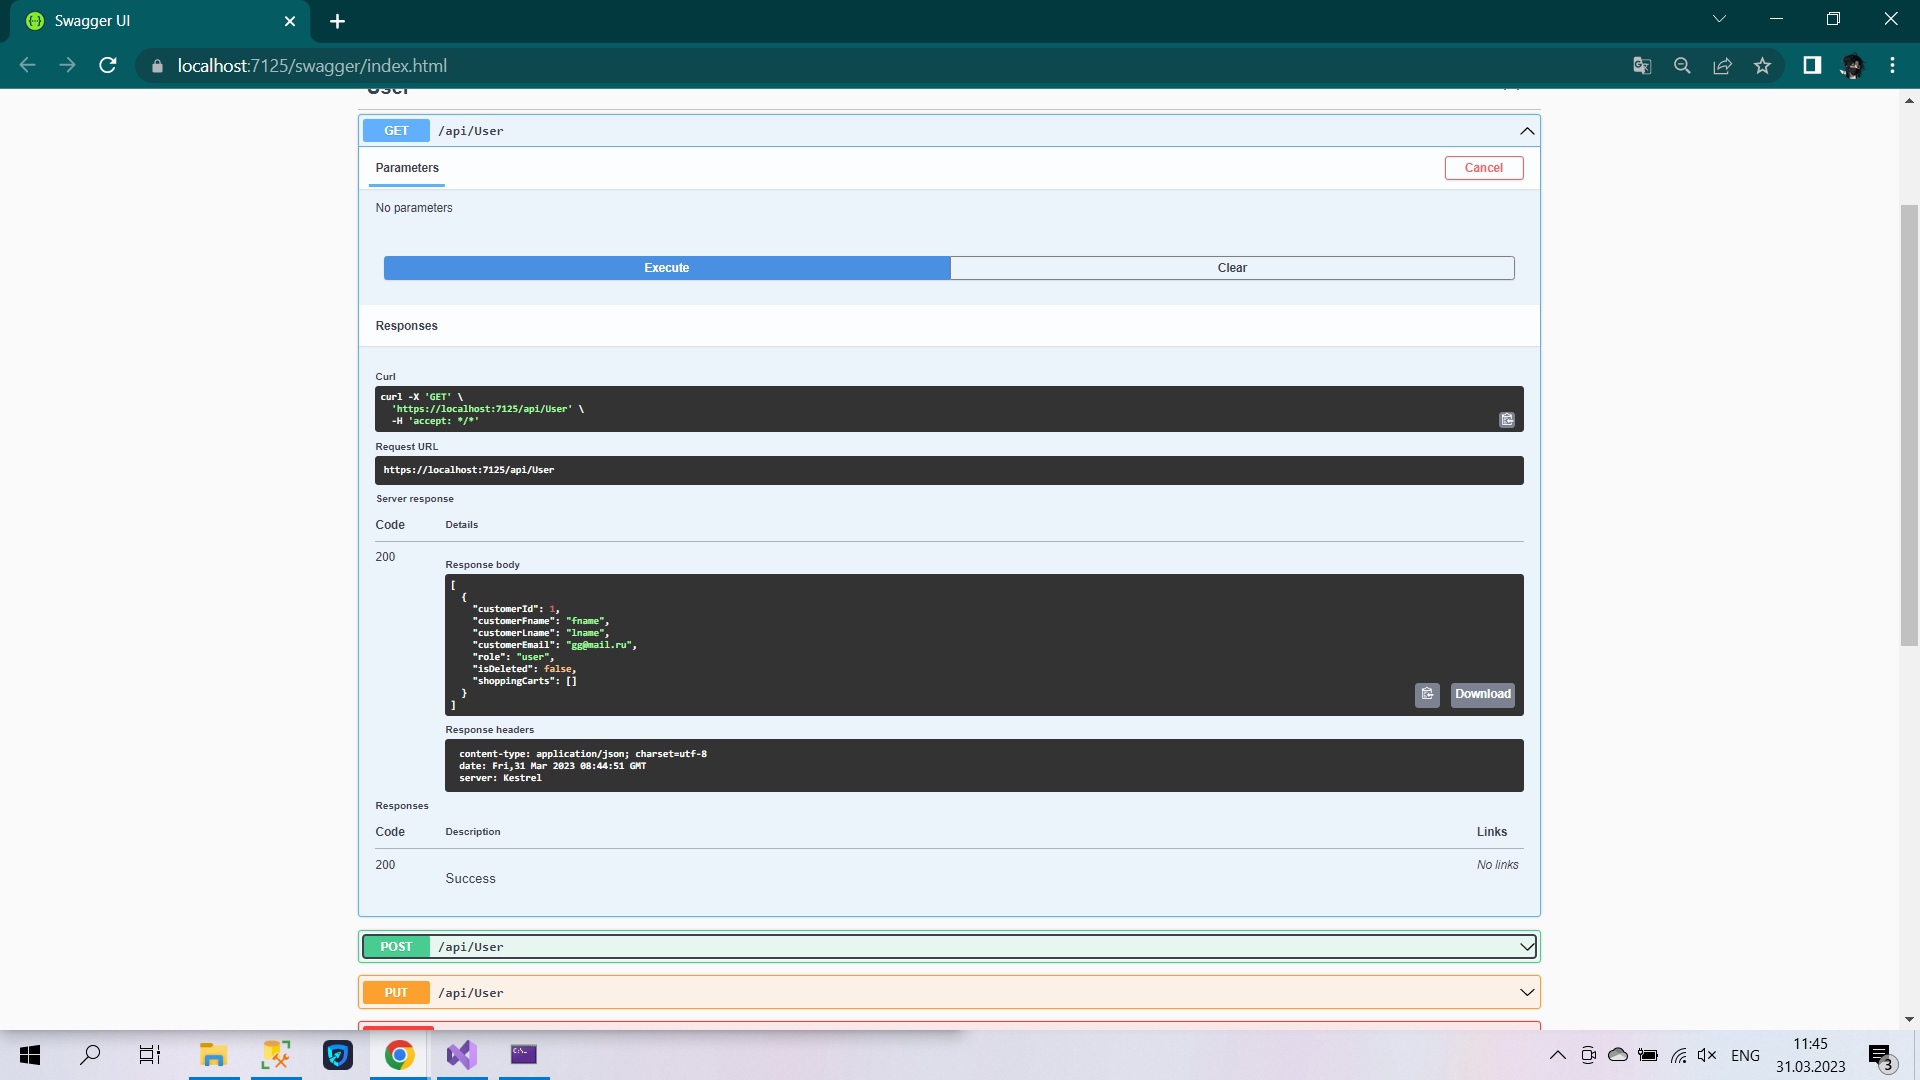 Swagger UI
localhost:7125/swagger/index.html
User
GET /api/User
Parameters
Cancel
No parameters
Execute
Clear
Responses
Curl
curl -X 'GET' \
'https://localhost:7125/api/User' \
-H 'accept: */*'
Request URL
https://localhost:7125/api/User
Server response
Code Details
200
Response body
[
{
"customerId": 1,
"customerFname": "fname",
"customerLname": "lname",
"customerEmail": "gg@mail.ru",
"role": "user",
"isDeleted": false,
"shoppingCarts": []
}
]
Download
Response headers
content-type: application/json; charset=utf-8
date: Fri,31 Mar 2023 08:44:51 GMT
server: Kestrel
Responses
Code Description Links
200 No links
Success
POST /api/User
PUT /api/User
C:\.
ENG
11:45
31.03.2023
3